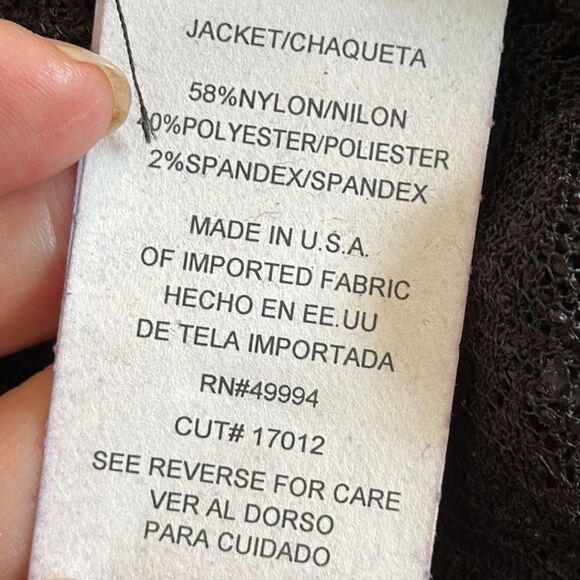 JACKET/CHAQUETA
58%NYLON/NILON
40%POLYESTER/POLIESTER
2%SPANDEX/SPANDEX
MADE IN U.S.A.
OF IMPORTED FABRIC
HECHO EN EE.UU
DE TELA IMPORTADA
RN#49994
CUT# 17012
SEE REVERSE FOR CARE
VER AL DORSO
PARA CUIDADO